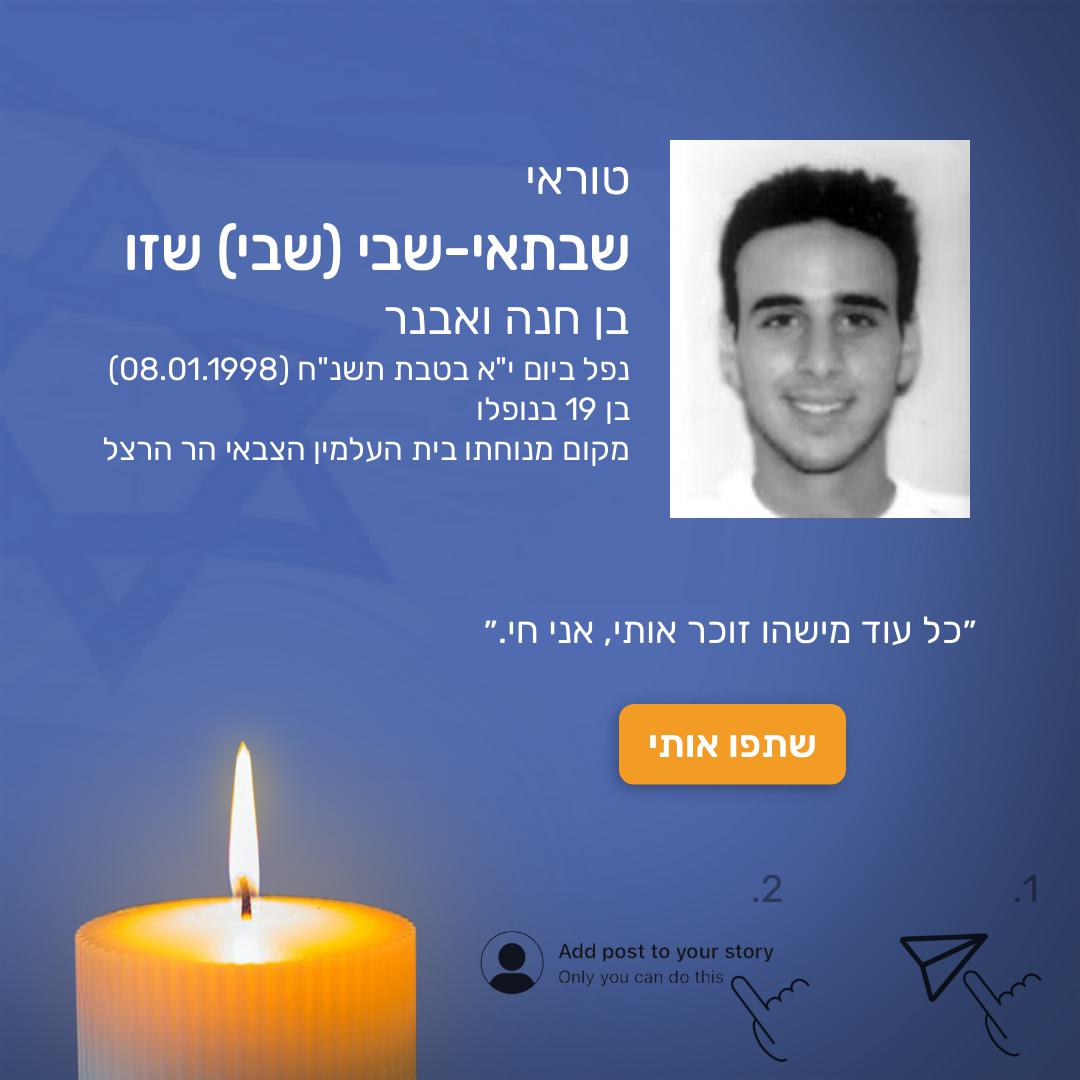 טוראי
שבתאי-שבי (שבי) שזו
בן חנה ואבנר
נפל ביום י"א בטבת תשנ"ח (08.01.1998)
בן 19 בנופלו
מקום מנוחתו בית העלמין הצבאי הר הרצל
״כל עוד מישהו זוכר אותי, אני חי.״
שתפו אותי
1.
2.
Add post to your story
Only you can do this